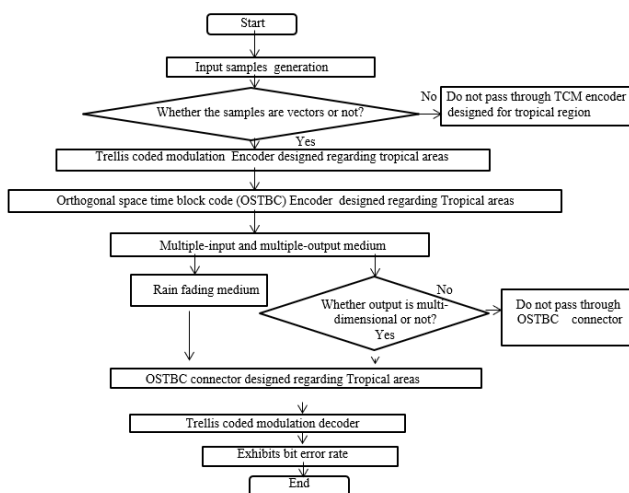 Start
Input samples generation
Whether the samples are vectors or not?
No
Do not pass through TCM encoder
designed for tropical region
Yes
Trellis coded modulation Encoder designed regarding tropical areas
Orthogonal space time block code (OSTBC) Encoder designed regarding Tropical areas
Multiple-input and multiple-output medium
Rain fading medium
Whether output is multi-
dimensional or not?
No
Yes
Do not pass through
OSTBC connector
OSTBC connector designed regarding Tropical areas
Trellis coded modulation decoder
Exhibits bit error rate
End